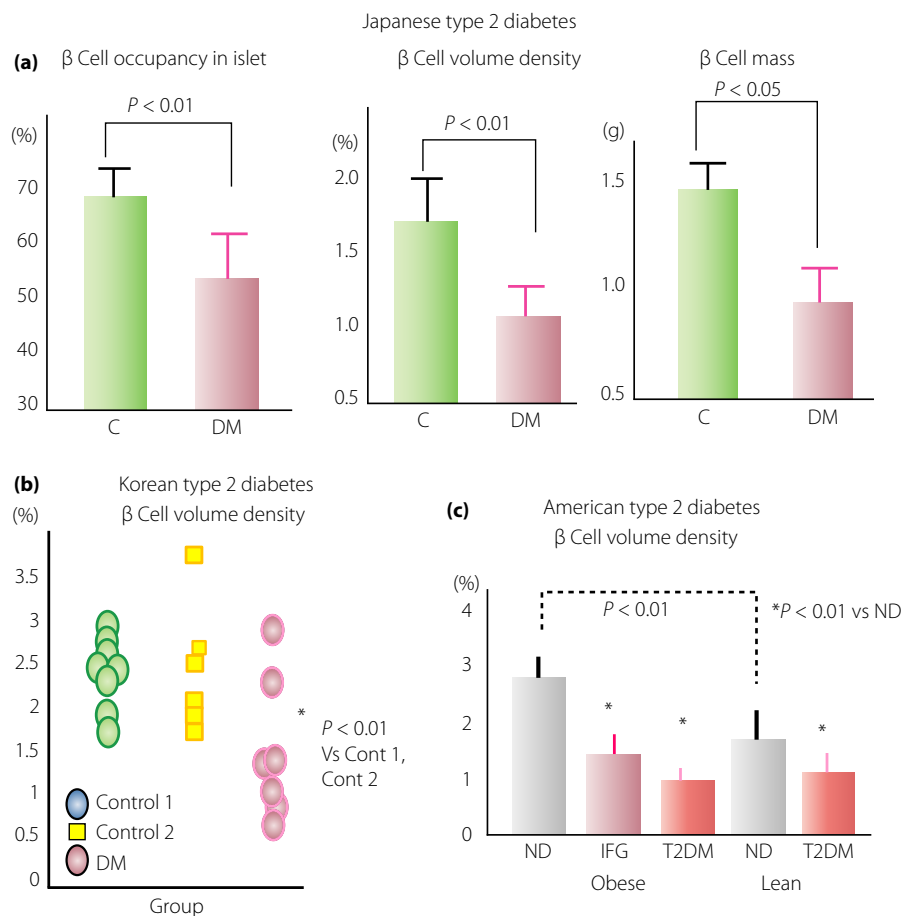 Japanese type 2 diabetes
(a)
β Cell occupancy in islet
(%)
P < 0.01
70
60
50
40
30
C
DM
β Cell volume density
(%)
P < 0.01
2.0
1.5
1.0
0.5
C
DM
β Cell mass
(g)
P < 0.05
1.5
1.0
0.5
C
DM
(b)
Korean type 2 diabetes
β Cell volume density
(%)
3.5
3
2.5
2
1.5
1
0.5
0
*
P < 0.01
Vs Cont 1,
Cont 2
Control 1
Control 2
DM
Group
(c)
American type 2 diabetes
β Cell volume density
(%)
4
3
2
1
0
P < 0.01
*P < 0.01 vs ND
*
*
*
ND
IFG
T2DM
ND
T2DM
Obese
Lean